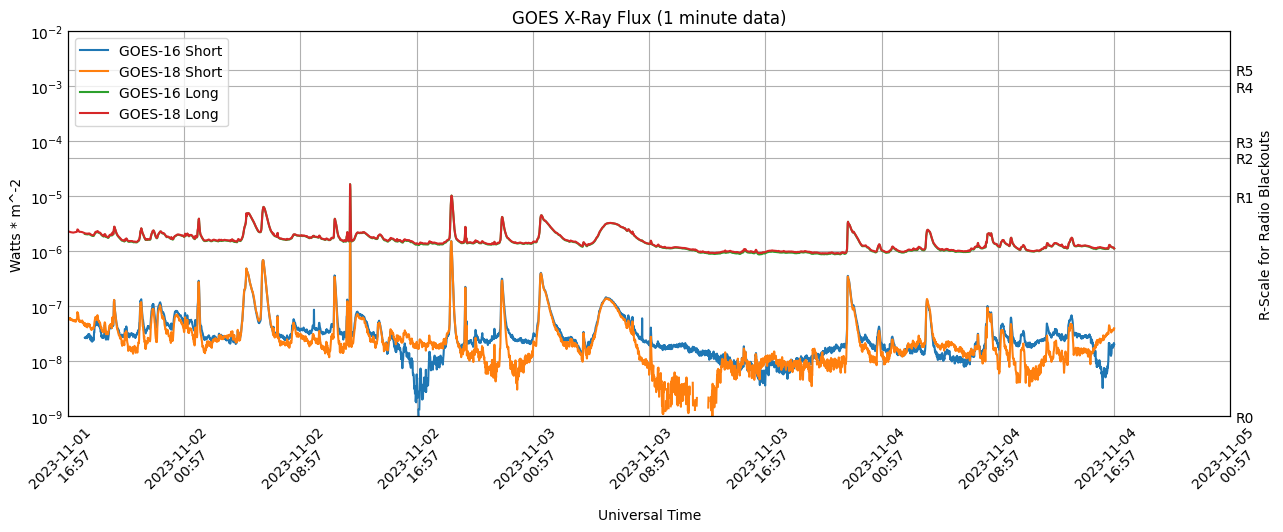 GOES X-Ray Flux (1 minute data)
GOES-16 Short
GOES-18 Short
GOES-16 Long
GOES-18 Long
10⁻²
10⁻³
10⁻⁴
10⁻⁵
10⁻⁶
10⁻⁷
10⁻⁸
10⁻⁹
Watts * m^-2
R5
R4
R3
R2
R1
R0
R-Scale for Radio Blackouts
2023-11-01
16:57
2023-11-02
00:57
2023-11-02
08:57
2023-11-02
16:57
2023-11-03
00:57
2023-11-03
08:57
2023-11-03
16:57
2023-11-04
00:57
2023-11-04
08:57
2023-11-04
16:57
2023-11-05
00:57
Universal Time